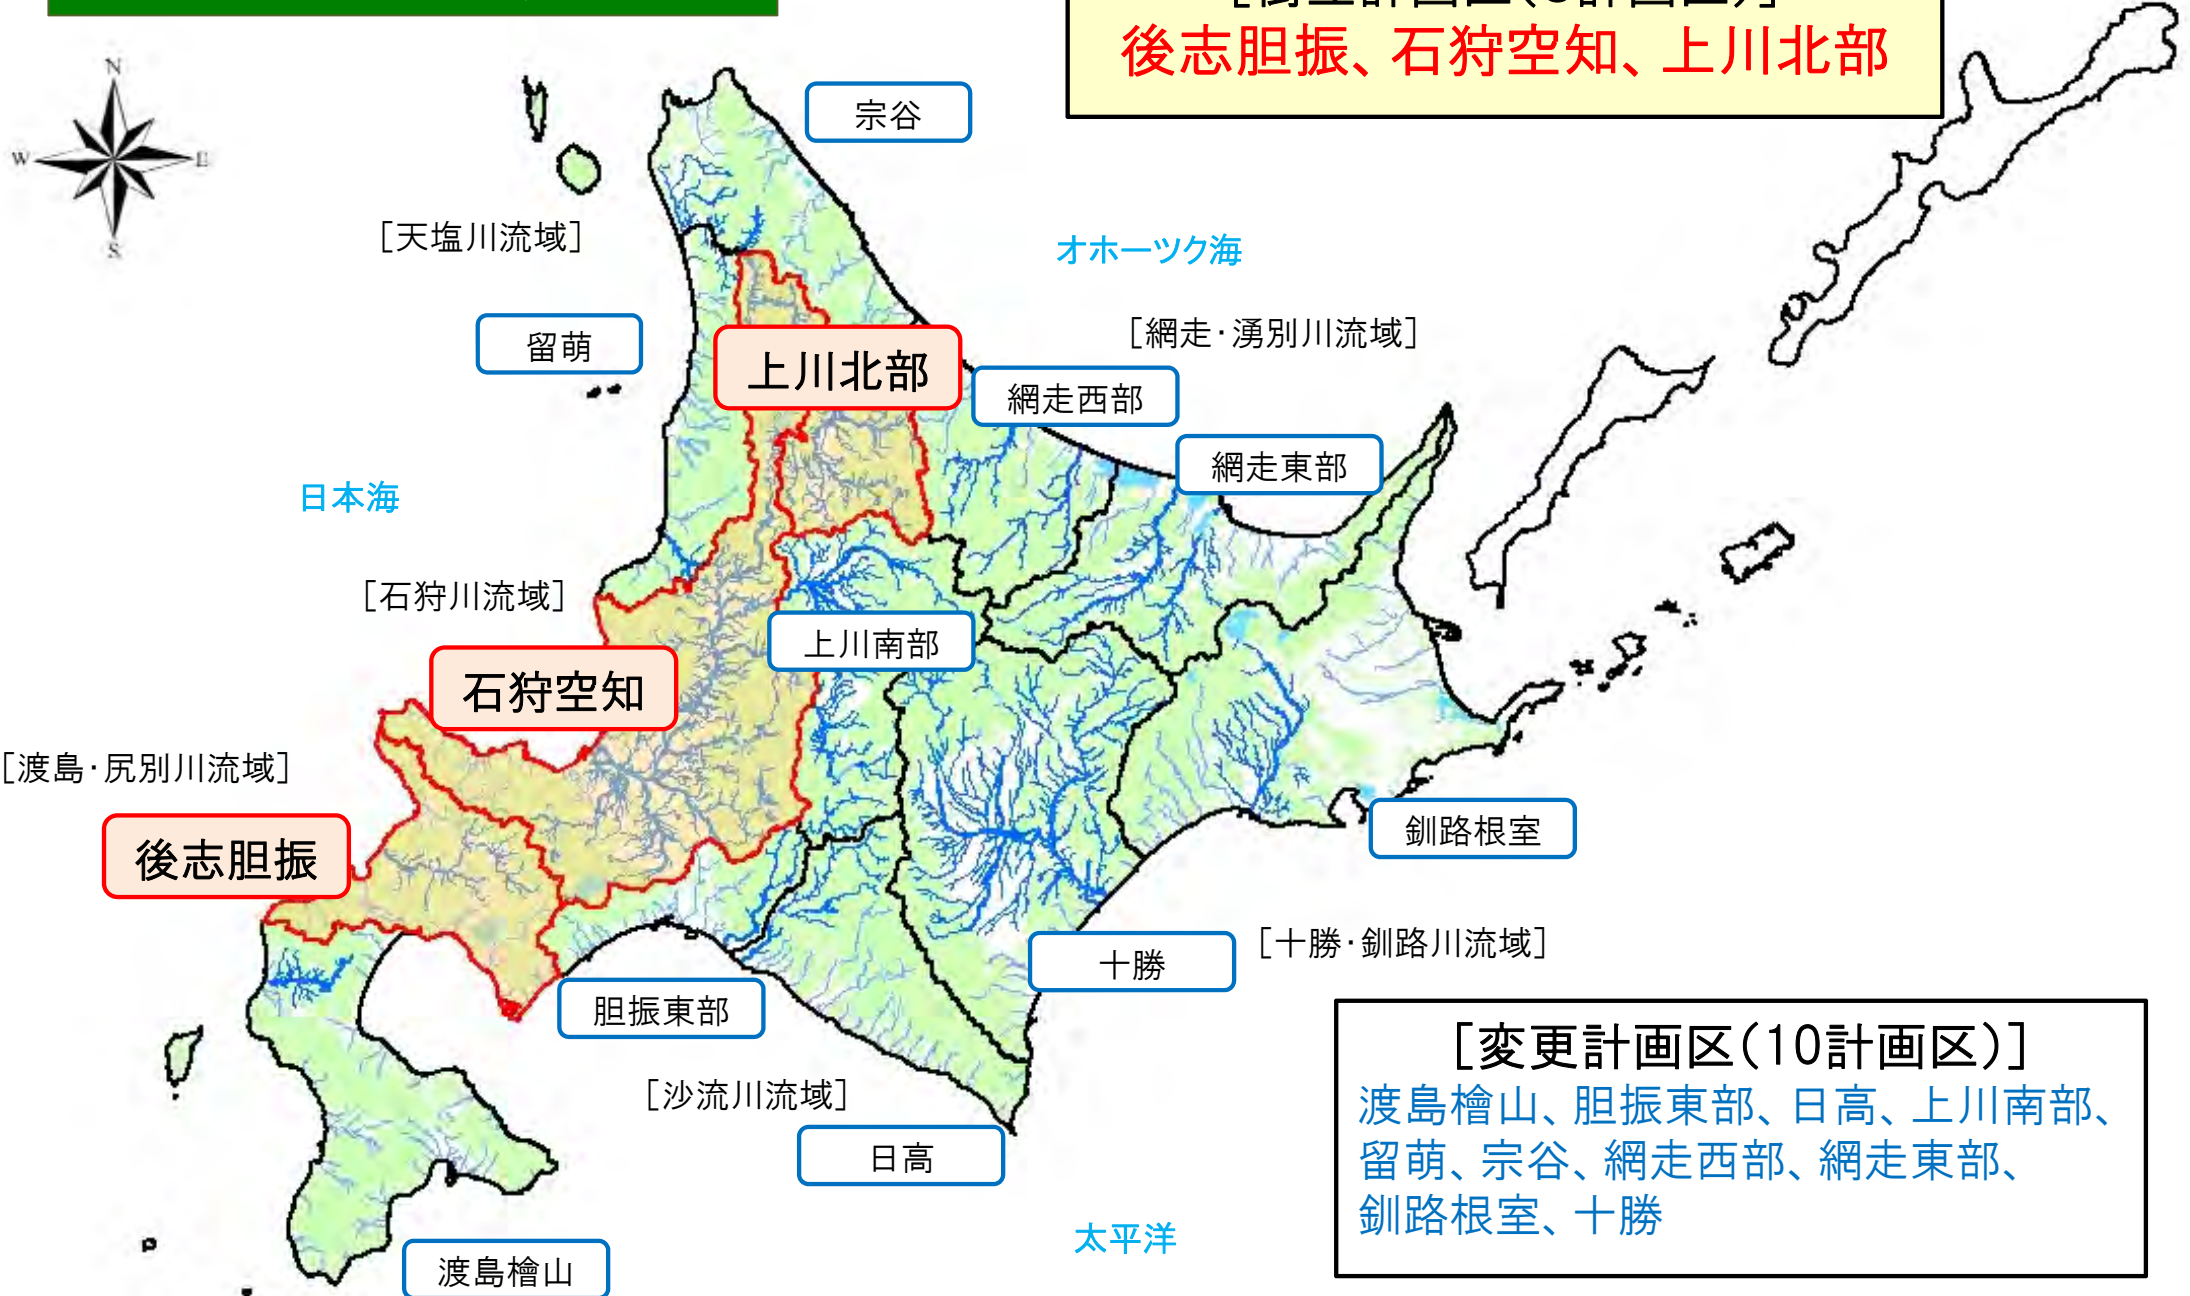 後志胆振、石狩空知、上川北部
N
W
E
S
宗谷
[天塩川流域]
オホーツク海
留萌
[網走・湧別川流域]
上川北部
網走西部
網走東部
日本海
[石狩川流域]
上川南部
石狩空知
[渡島・尻別川流域]
後志胆振
釧路根室
十勝
[十勝・釧路川流域]
胆振東部
[沙流川流域]
日高
太平洋
渡島檜山
[変更計画区(10計画区)]
渡島檜山、胆振東部、日高、上川南部、
留萌、宗谷、網走西部、網走東部、
釧路根室、十勝